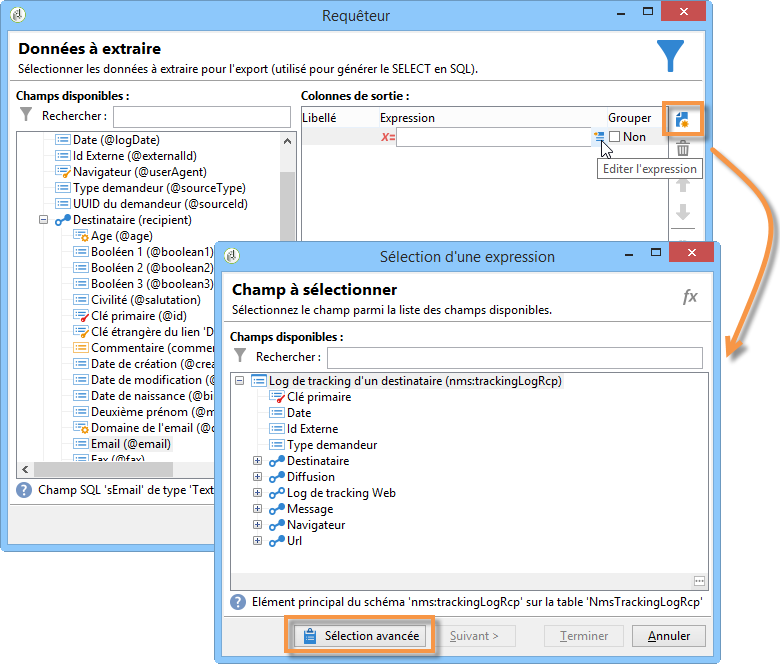 Requêteur
Données à extraire
Sélectionner les données à extraire pour l'export (utilisé pour générer le SELECT en SQL).
Champs disponibles :
Rechercher :
Date (@logDate)
Id Externe (@externalId)
Navigateur (@userAgent)
Type demandeur (@sourceType)
UUID du demandeur (@sourceId)
Destinataire (recipient)
Age (@age)
Booléen 1 (@boolean1)
Booléen 2 (@boolean2)
Booléen 3 (@boolean3)
Civilité (@salutation)
Clé primaire (@id)
Clé étrangère du lien 'D
Commentaire (commen
Date de création (@crea
Date de modification (@
Date de naissance (@bi
Deuxième prénom (@m
Domaine de l'email (@d
Email (@email)
Fax (@fax)
Champ SQL 'sEmail' de type 'Text
Colonnes de sortie :
Libellé Expression Grouper
X= Non
Editer l'expression
Sélection d'une expression
Champ à sélectionner
fx
Sélectionnez le champ parmi la liste des champs disponibles.
Champs disponibles :
Rechercher :
Log de tracking d'un destinataire (nms:trackingLogRcp)
Clé primaire
Date
Id Externe
Type demandeur
Destinataire
Diffusion
Log de tracking Web
Message
Navigateur
Url
Elément principal du schéma 'nms:trackingLogRcp' sur la table 'NmsTrackingLogRcp'
Sélection avancée Suivant > Terminer Annuler